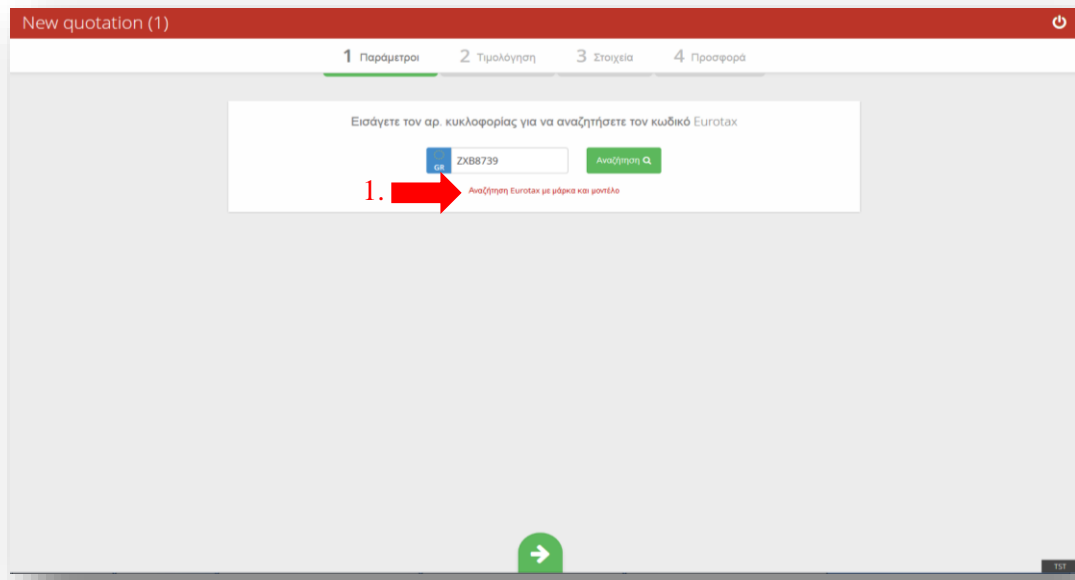 New quotation (1)
1 Παράμετροι 2 Τιμολόγηση 3 Στοιχεία 4 Προσφορά
Εισάγετε τον αρ. κυκλοφορίας για να αναζητήσετε τον κωδικό Eurotax
GR ZXB8739 Αναζήτηση
1. Αναζήτηση Eurotax με μάρκα και μοντέλο
TST